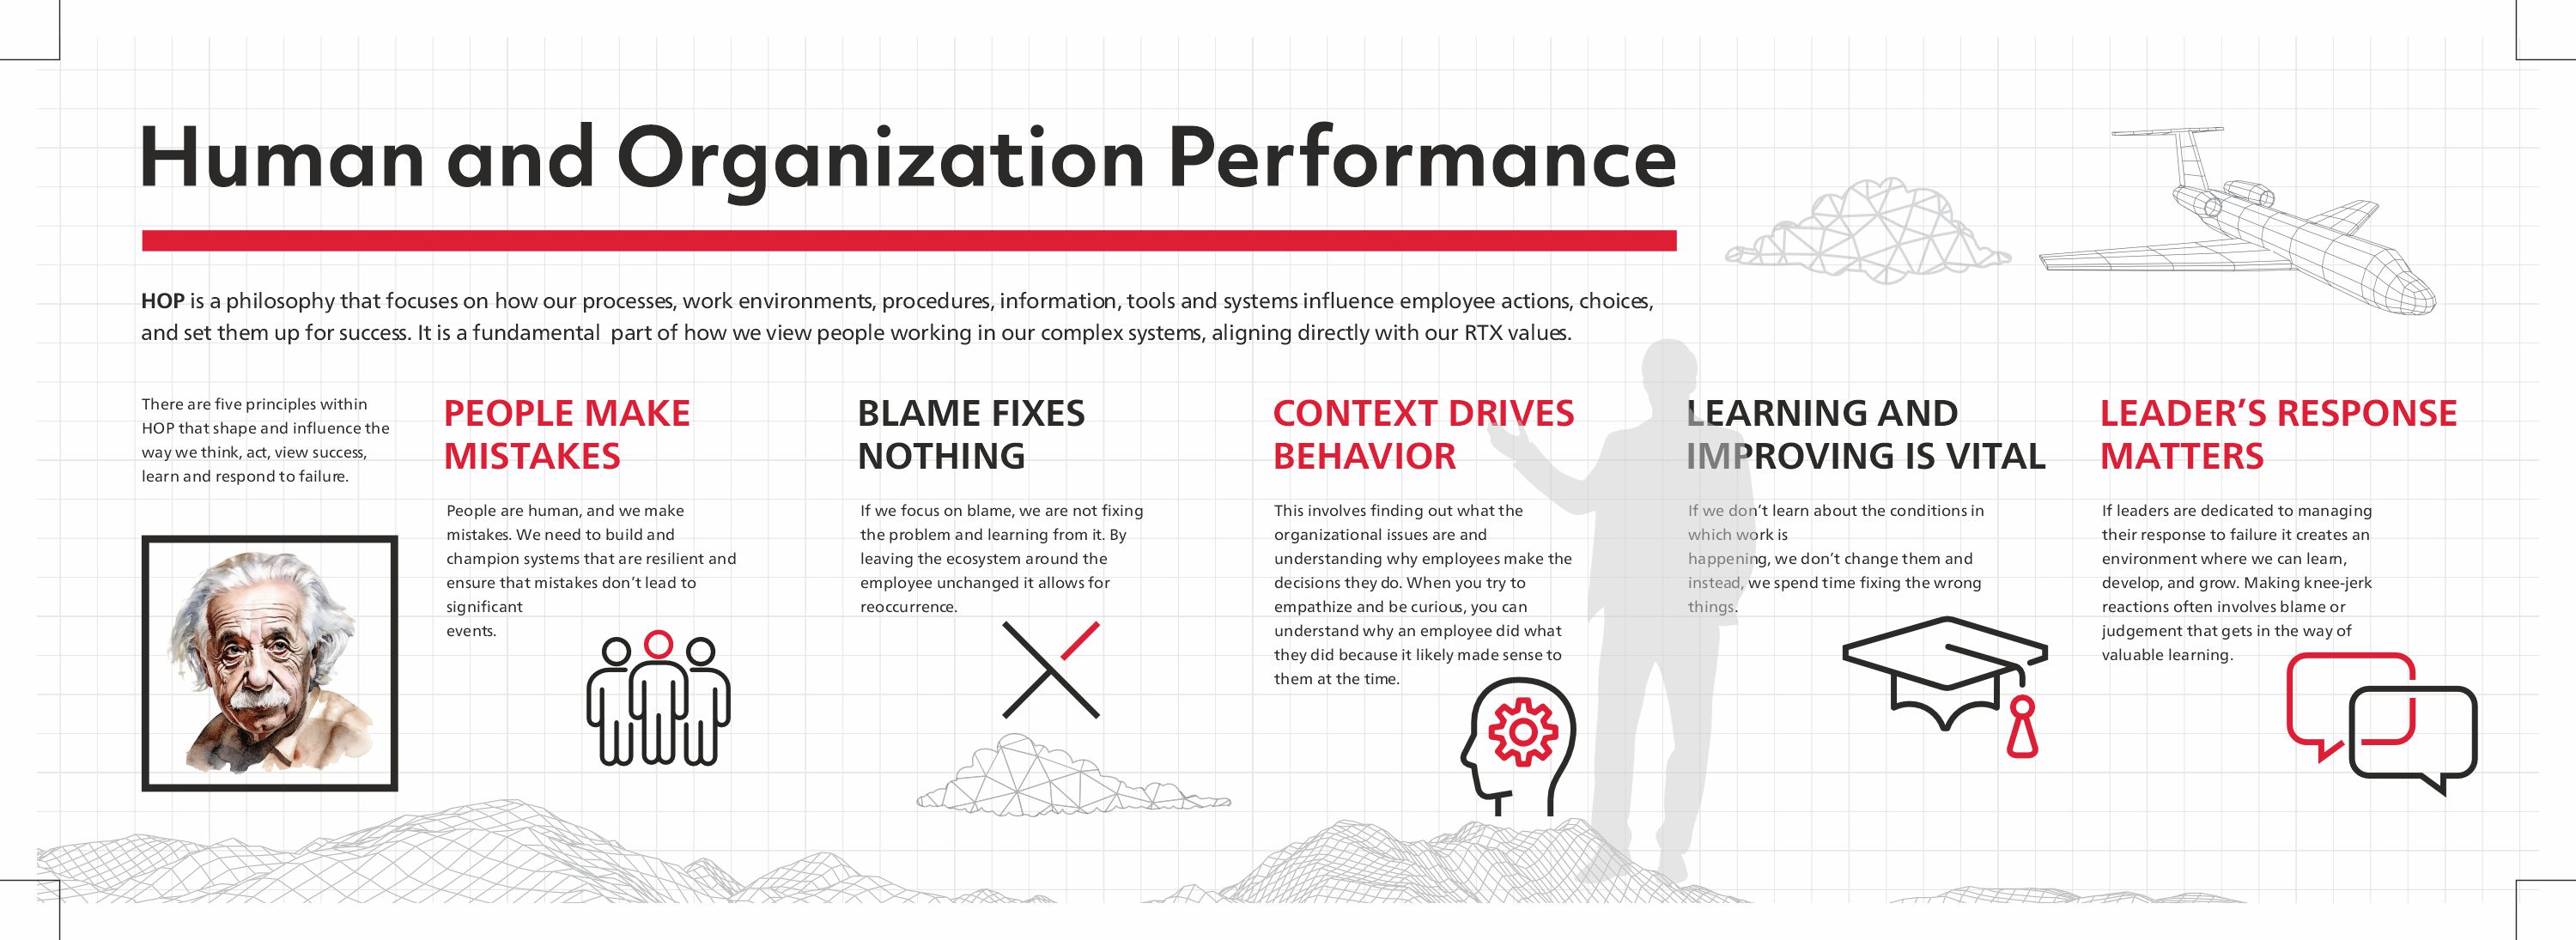 Human and Organization Performance
HOP is a philosophy that focuses on how our processes, work environments, procedures, information, tools and systems influence employee actions, choices,
and set them up for success. It is a fundamental  part of how we view people working in our complex systems, aligning directly with our RTX values.
There are five principles within
HOP that shape and influence the
way we think, act, view success,
learn and respond to failure.
PEOPLE MAKE
MISTAKES
People are human, and we make
mistakes. We need to build and
champion systems that are resilient and
ensure that mistakes don’t lead to
significant
events.
BLAME FIXES
NOTHING
If we focus on blame, we are not fixing
the problem and learning from it. By
leaving the ecosystem around the
employee unchanged it allows for
reoccurrence.
CONTEXT DRIVES
BEHAVIOR
This involves finding out what the
organizational issues are and
understanding why employees make the
decisions they do. When you try to
empathize and be curious, you can
understand why an employee did what
they did because it likely made sense to
them at the time.
LEARNING AND
IMPROVING IS VITAL
If we don’t learn about the conditions in
which work is
happening, we don’t change them and
instead, we spend time fixing the wrong
things.
LEADER’S RESPONSE
MATTERS
If leaders are dedicated to managing
their response to failure it creates an
environment where we can learn,
develop, and grow. Making knee-jerk
reactions often involves blame or
judgement that gets in the way of
valuable learning.